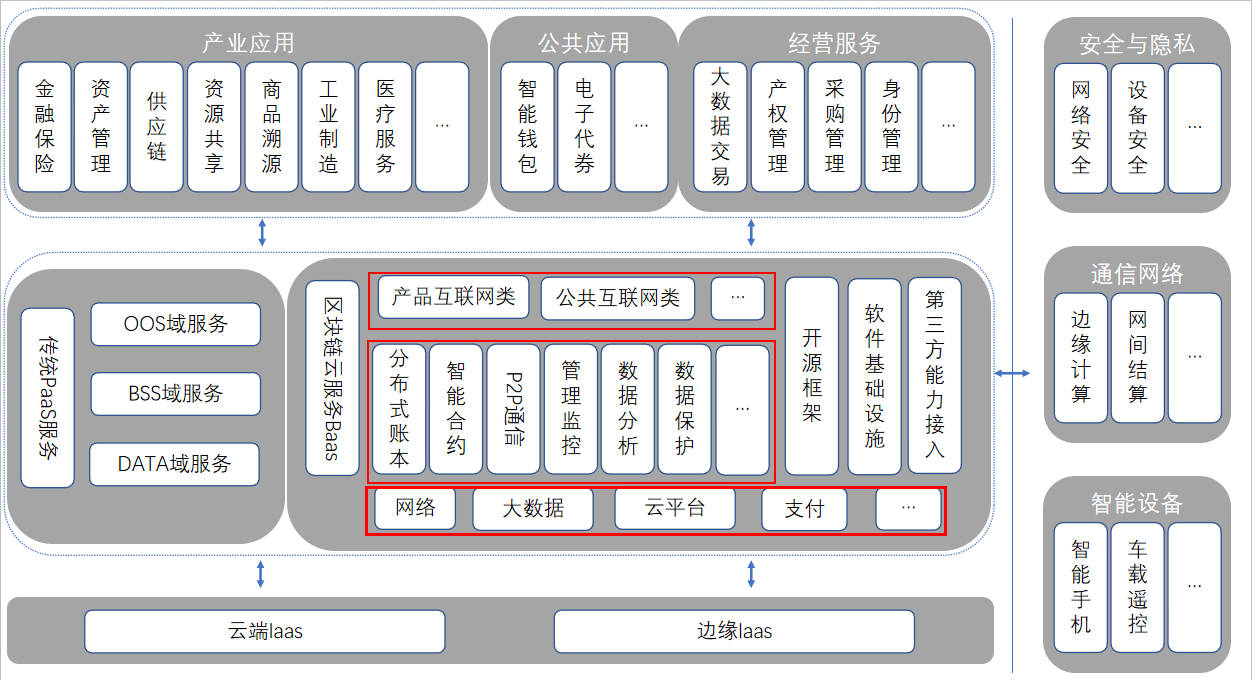 产业应用
金融保险
资产管理
供应链
资源共享
商品溯源
工业制造
医疗服务
...
公共应用
智能钱包
电子代券
...
经营服务
大数据交易
产权管理
采购管理
身份管理
...
安全与隐私
网络安全
设备安全
...
传统PaaS服务
OOS域服务
BSS域服务
DATA域服务
区块链云服务Baas
产品互联网类
公共互联网类
...
分布式账本
智能合约
P2P通信
管理监控
数据分析
数据保护
...
网络
大数据
云平台
支付
...
开源框架
软件基础设施
第三方能力接入
通信网络
边缘计算
网间结算
...
智能设备
智能手机
车载遥控
...
云端Iaas
边缘Iaas